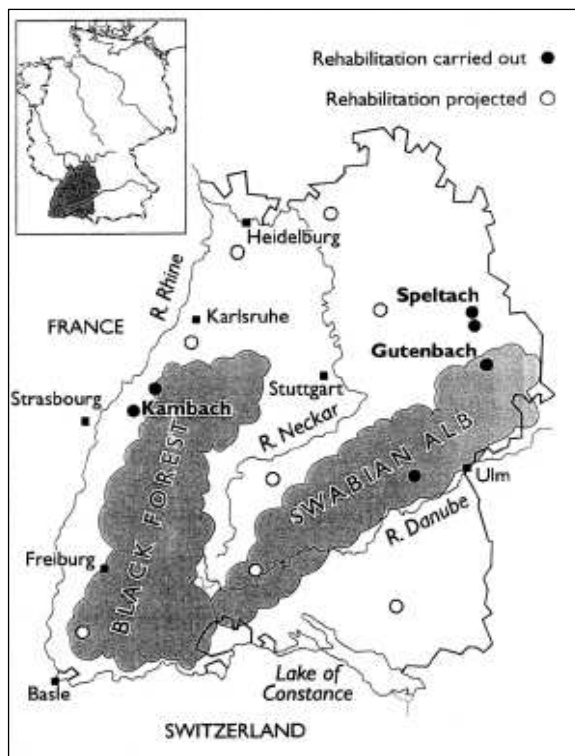 Rehabilitation carried out
Rehabilitation projected
Heidelburg
R. Rhine
Speltach
Karlsruhe
FRANCE
Gutenbach
Stuttgart
Strasbourg
Kambach
R. Neckar
SWABIAN ALB
Ulm
BLACK FOREST
R. Danube
Freiburg
Lake of
Constance
Basle
SWITZERLAND